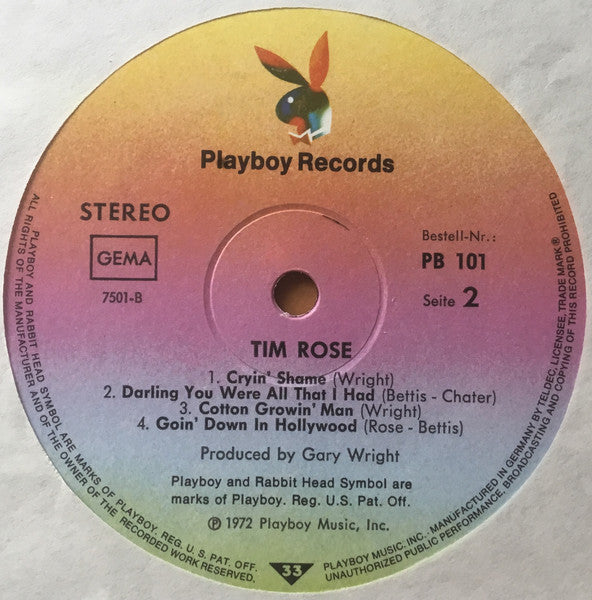 Playboy Records
STEREO
GEMA
7501-B
Bestell-Nr.:
PB 101
Seite 2
TIM ROSE
1. Cryin' Shame (Wright)
2. Darling You Were All That I Had (Bettis - Chater)
3. Cotton Growin' Man (Wright)
4. Goin' Down In Hollywood (Rose - Bettis)
Produced by Gary Wright
Playboy and Rabbit Head Symbol are
marks of Playboy. Reg. U.S. Pat. Off.
℗ 1972 Playboy Music, Inc.
33
PLAYBOY AND RABBIT HEAD SYMBOL ARE MARKS OF PLAYBOY. REG. U. S. PAT. OFF.
ALL RIGHTS OF THE MANUFACTURER AND OF THE OWNER OF THE RECORDED WORK RESERVED.
PLAYBOY MUSIC INC.: MANUFACTURED IN GERMANY BY TELDEC, LICENSEE, TRADE MARK®
UNAUTHORIZED PUBLIC PERFORMANCE, BROADCASTING AND COPYING OF THIS RECORD PROHIBITED